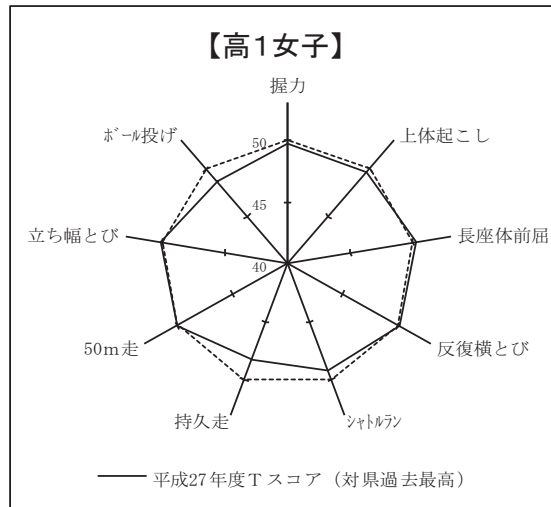 【高1女子】
握力
ﾎﾞｰﾙ投げ
上体起こし
50
立ち幅とび
45
長座体前屈
40
50ｍ走
反復横とび
持久走
ｼｬﾄﾙﾗﾝ
平成27年度Ｔスコア（対県過去最高）